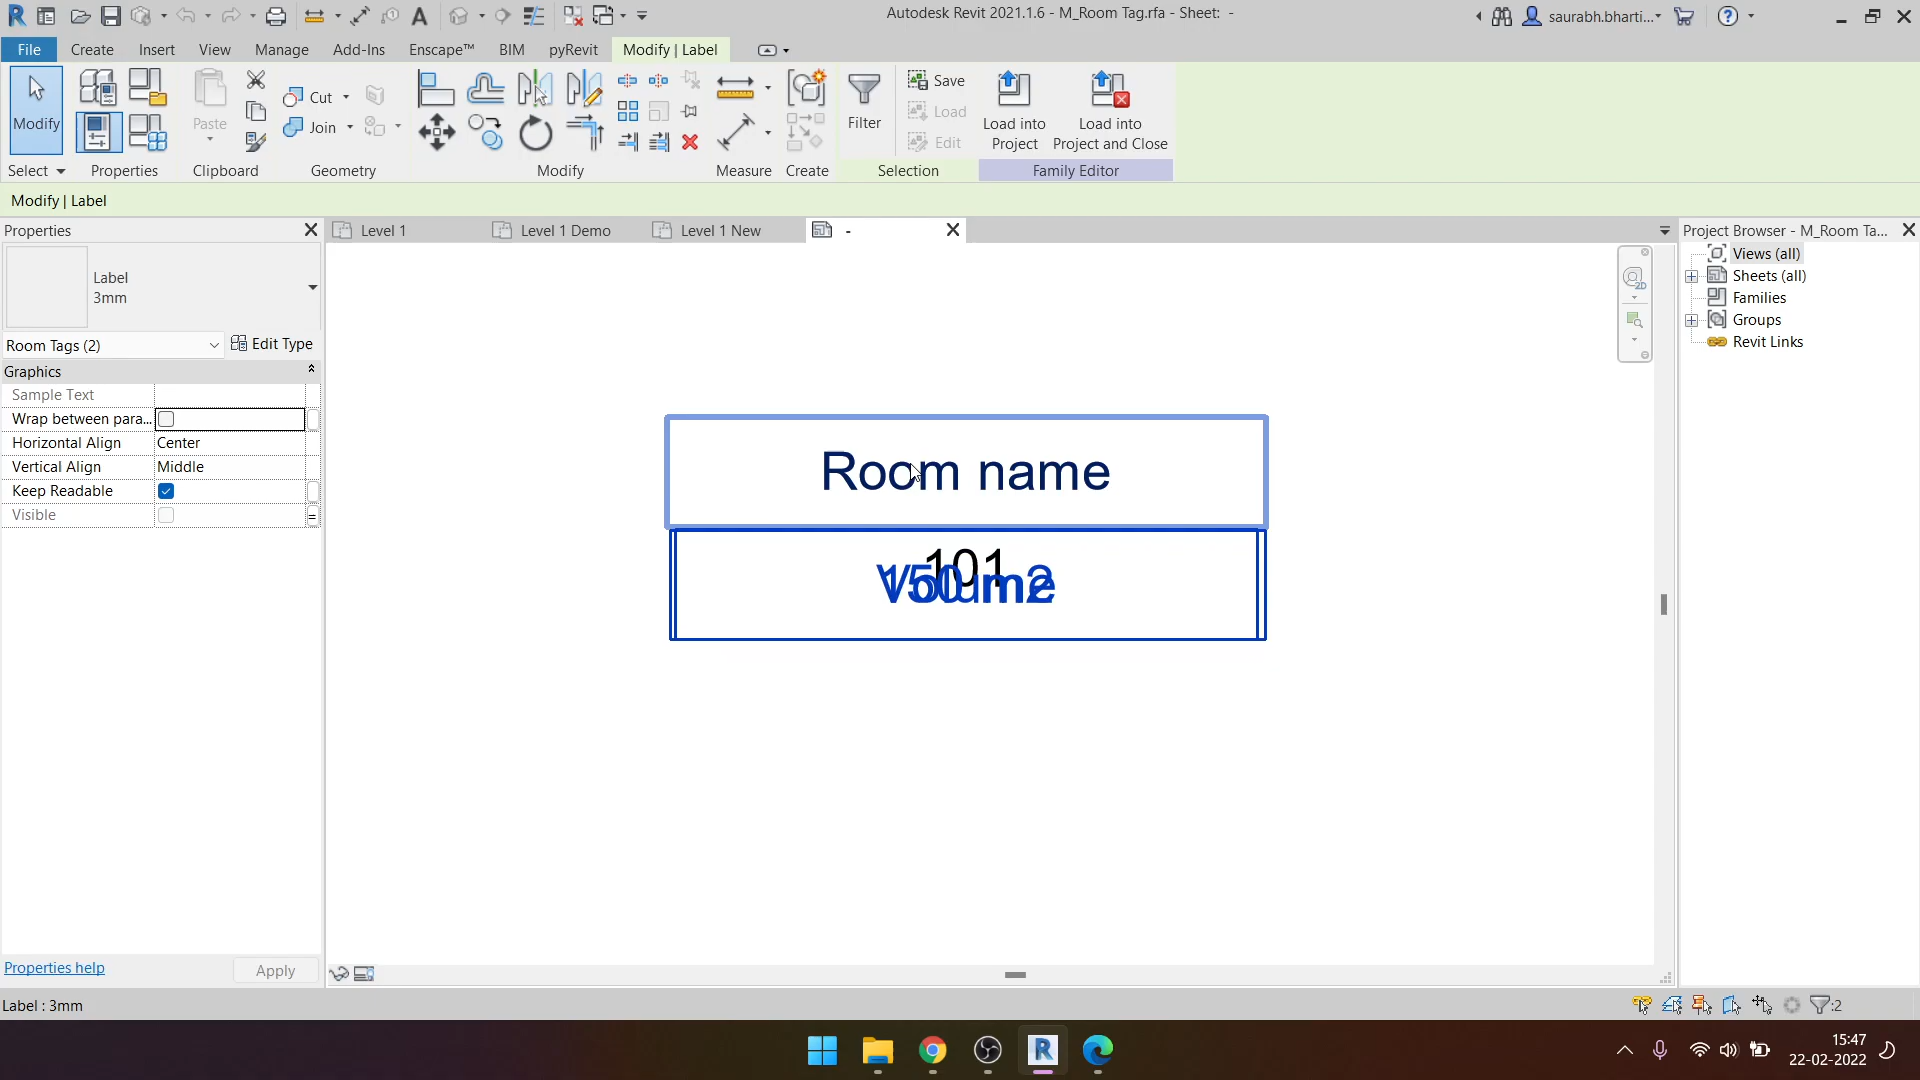 Autodesk Revit 2021.1.6 - M_Room Tag.rfa - Sheet: -
saurabh.bharti...
File Create Insert View Manage Add-Ins Enscape™ BIM pyRevit Modify | Label
Modify
Paste
Cut
Join
Filter
Save
Load
Edit
Load into
Project
Load into
Project and Close
Select Properties Clipboard Geometry Modify Measure Create Selection Family Editor
Modify | Label
Properties
Level 1
Level 1 Demo
Level 1 New
-
Project Browser - M_Room Ta...
Label
3mm
Room Tags (2)
Edit Type
Graphics
Sample Text
Wrap between para...
Horizontal Align Center
Vertical Align Middle
Keep Readable
Visible
=
Views (all)
Sheets (all)
Families
Groups
Revit Links
2D
Room name
101
Volume
150 m2
Properties help
Apply
Label : 3mm
:2
15:47
22-02-2022